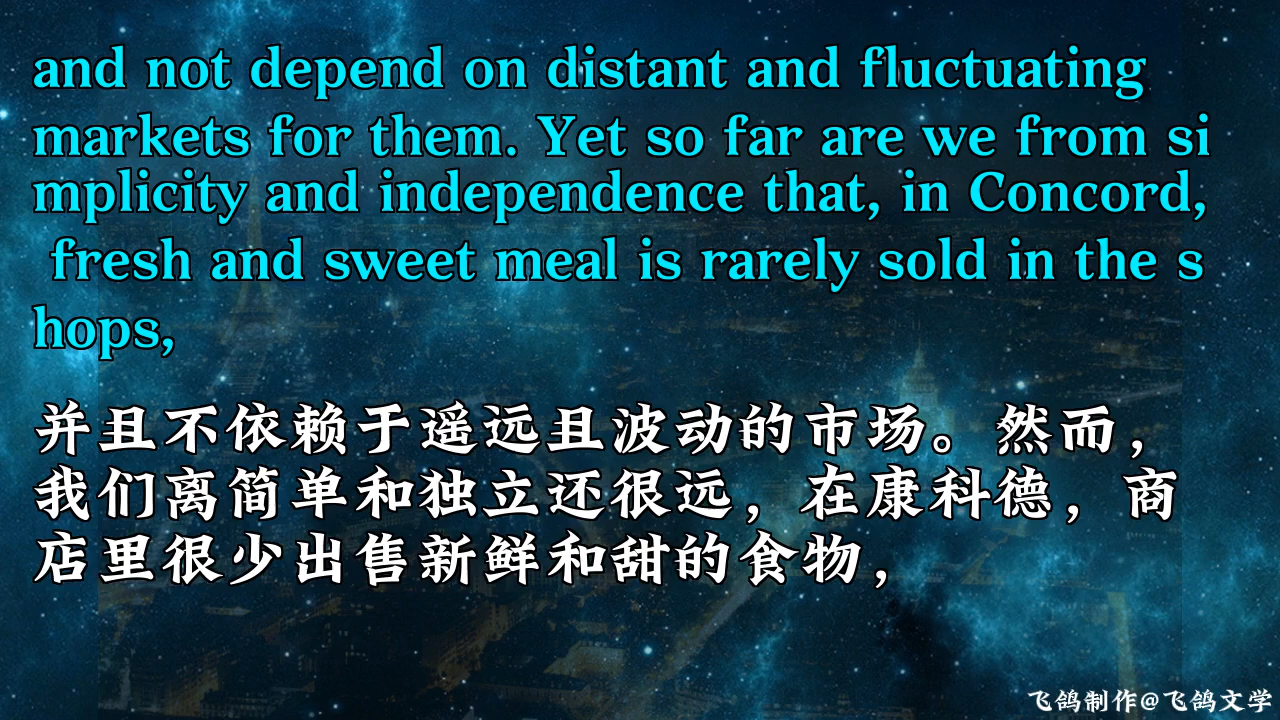 and not depend on distant and fluctuating
markets for them. Yet so far are we from si
mplicity and independence that, in Concord,
fresh and sweet meal is rarely sold in the s
hops,
并且不依赖于遥远且波动的市场。然而，
我们离简单和独立还很远，在康科德，商
店里很少出售新鲜和甜的食物，
飞鸽制作@飞鸽文学